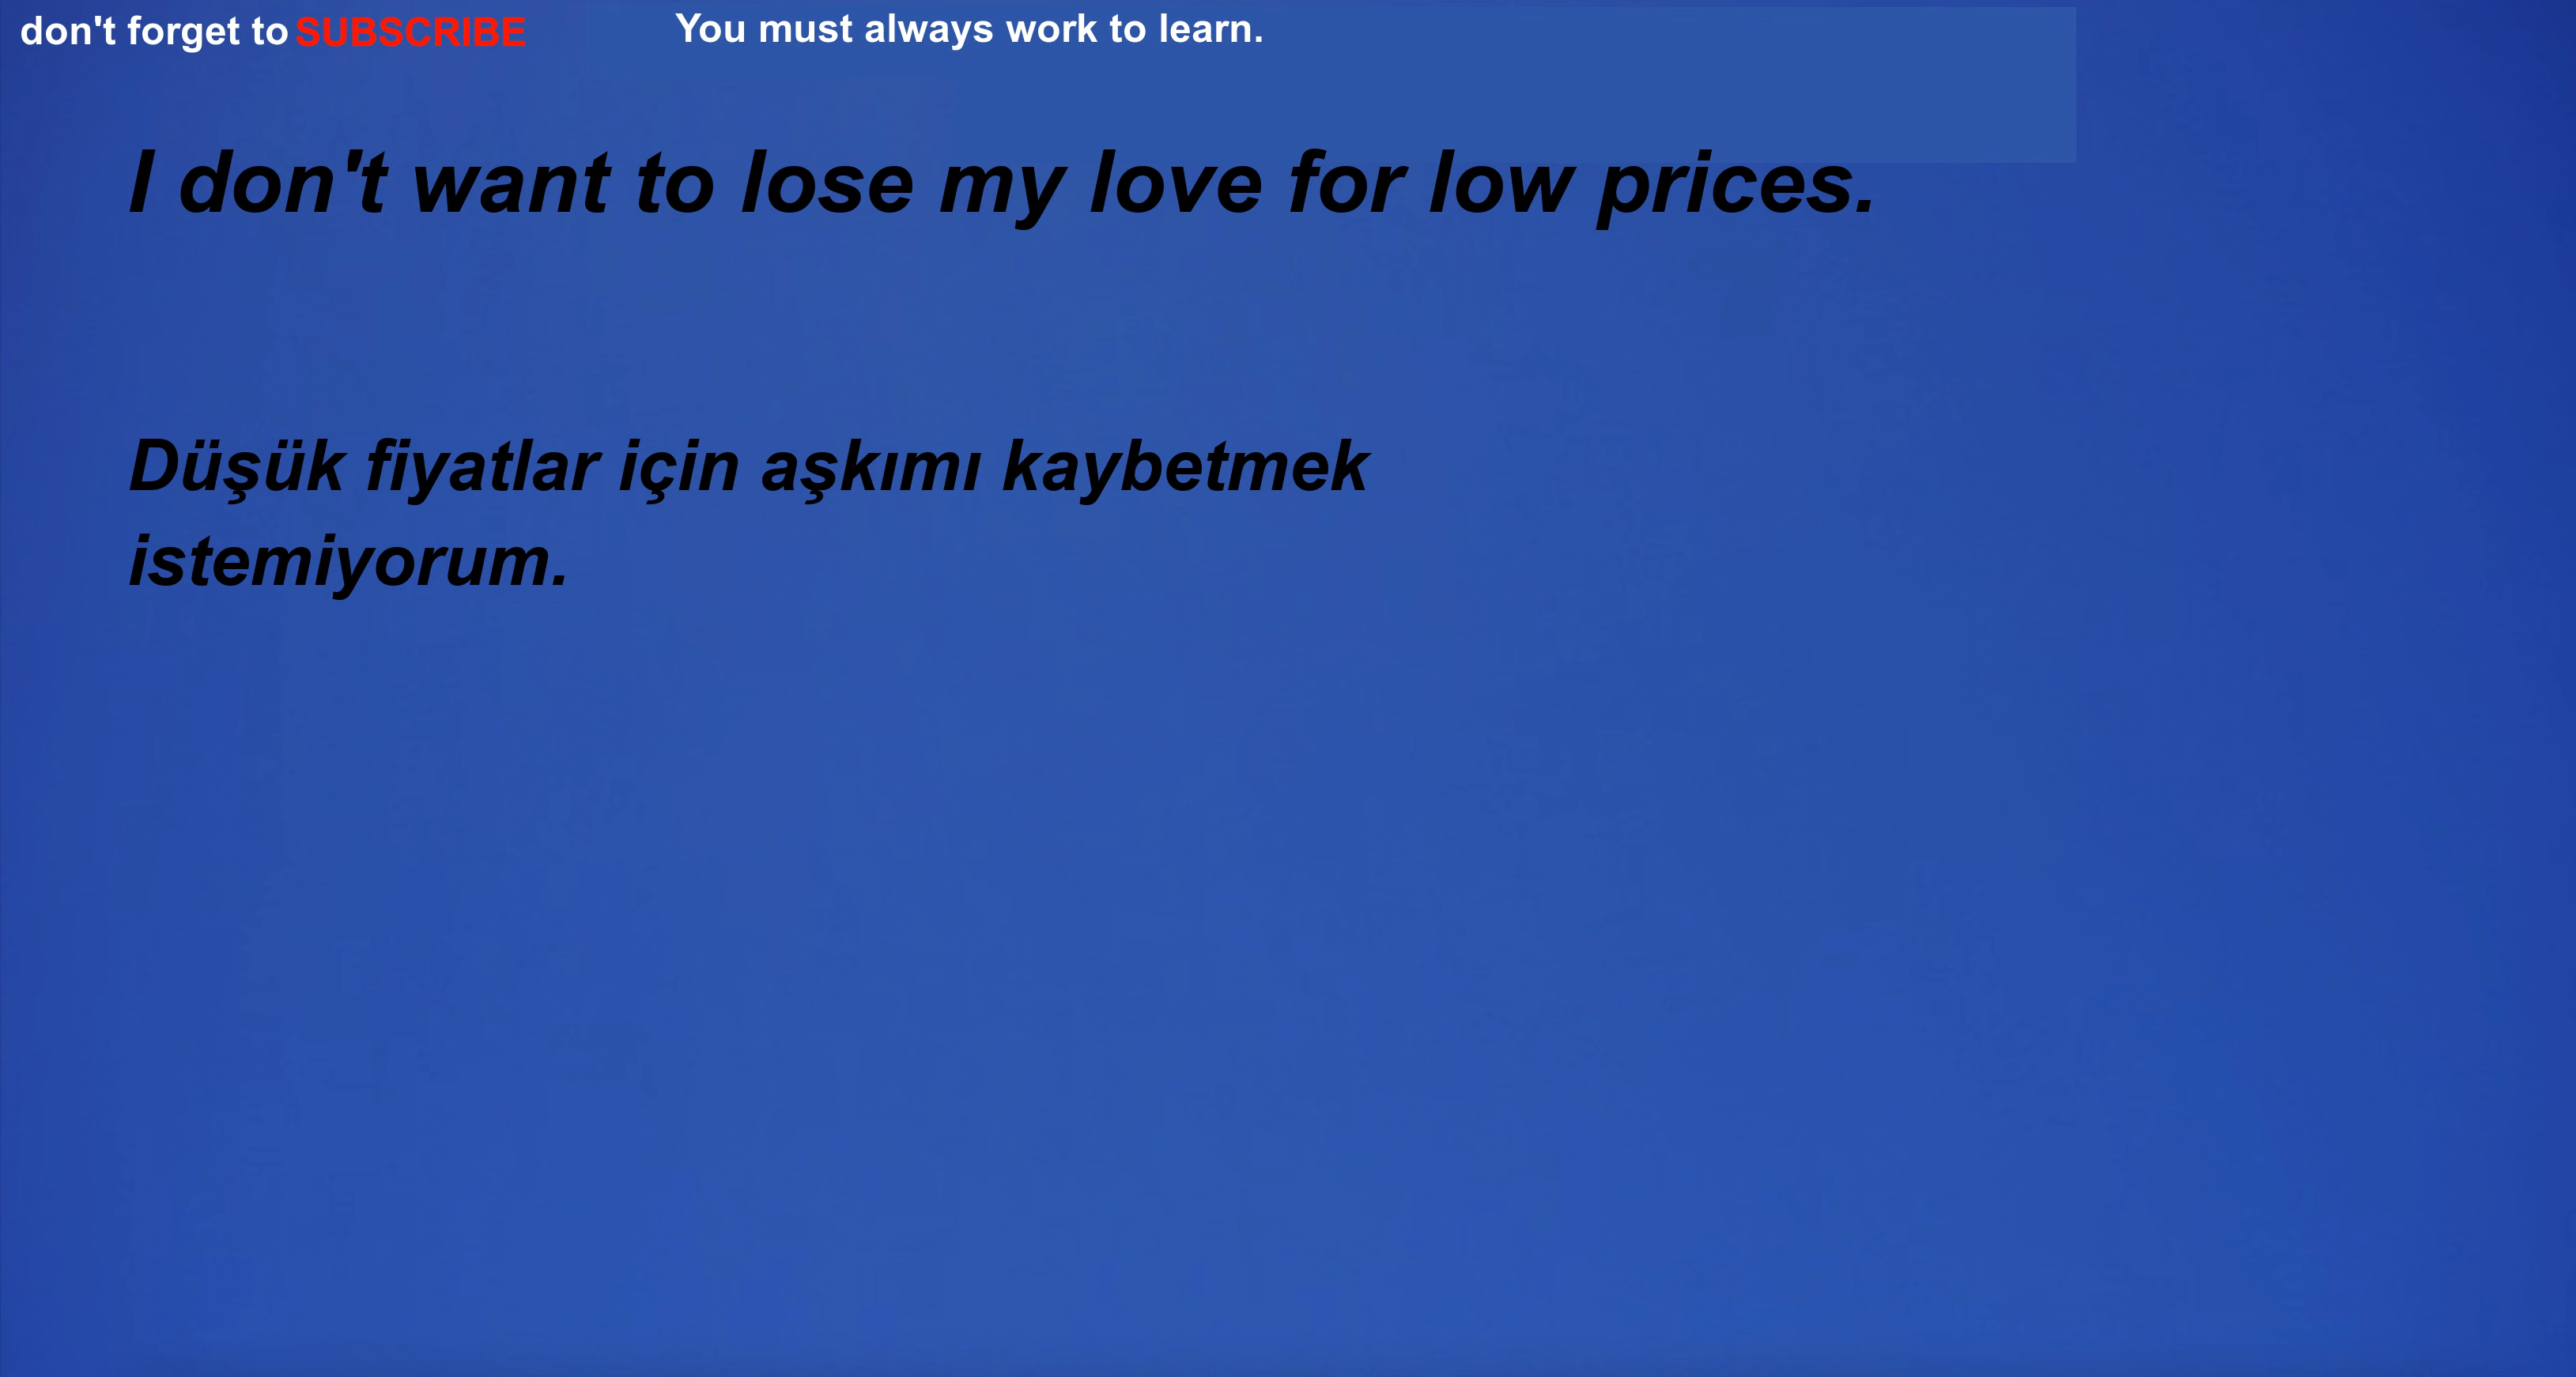 don't forget to SUBSCRIBE
You must always work to learn.
I don't want to lose my love for low prices.
Düşük fiyatlar için aşkımı kaybetmek
istemiyorum.